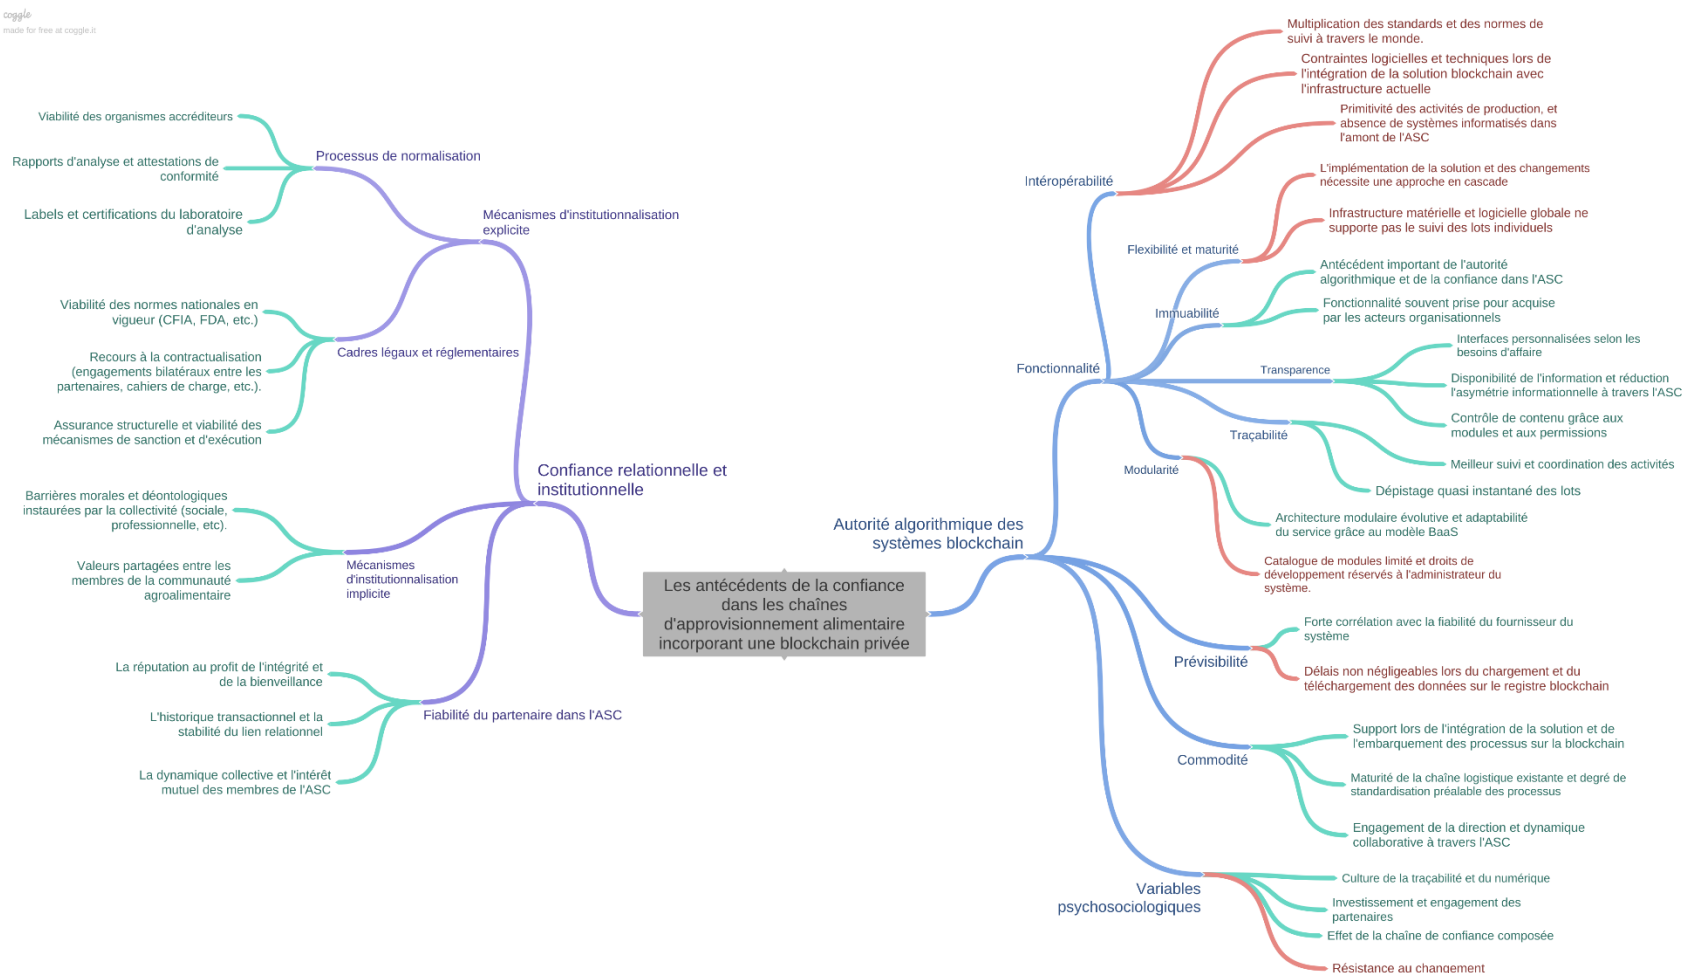 coggle
made for free at coggle.it
Viabilité des organismes accréditeurs
Rapports d'analyse et attestations de
conformité
Labels et certifications du laboratoire
d'analyse
Processus de normalisation
Mécanismes d'institutionnalisation
explicite
Viabilité des normes nationales en
vigueur (CFIA, FDA, etc.)
Recours à la contractualisation
(engagements bilatéraux entre les
partenaires, cahiers de charge, etc.).
Assurance structurelle et viabilité des
mécanismes de sanction et d'exécution
Cadres légaux et réglementaires
Confiance relationnelle et
institutionnelle
Barrières morales et déontologiques
instaurées par la collectivité (sociale,
professionnelle, etc).
Valeurs partagées entre les
membres de la communauté
agroalimentaire
Mécanismes
d'institutionnalisation
implicite
La réputation au profit de l'intégrité et
de la bienveillance
L'historique transactionnel et la
stabilité du lien relationnel
La dynamique collective et l'intérêt
mutuel des membres de l'ASC
Fiabilité du partenaire dans l'ASC
Les antécédents de la confiance
dans les chaînes
d'approvisionnement alimentaire
incorporant une blockchain privée
Autorité algorithmique des
systèmes blockchain
Fonctionnalité
Intéropérabilité
Multiplication des standards et des normes de
suivi à travers le monde.
Contraintes logicielles et techniques lors de
l'intégration de la solution blockchain avec
l'infrastructure actuelle
Primitivité des activités de production, et
absence de systèmes informatisés dans
l'amont de l'ASC
Flexibilité et maturité
L'implémentation de la solution et des changements
nécessite une approche en cascade
Infrastructure matérielle et logicielle globale ne
supporte pas le suivi des lots individuels
Immuabilité
Antécédent important de l'autorité
algorithmique et de la confiance dans l'ASC
Fonctionnalité souvent prise pour acquise
par les acteurs organisationnels
Transparence
Interfaces personnalisées selon les
besoins d'affaire
Disponibilité de l'information et réduction
l'asymétrie informationnelle à travers l'ASC
Contrôle de contenu grâce aux
modules et aux permissions
Traçabilité
Meilleur suivi et coordination des activités
Dépistage quasi instantané des lots
Modularité
Architecture modulaire évolutive et adaptabilité
du service grâce au modèle BaaS
Catalogue de modules limité et droits de
développement réservés à l'administrateur du
système.
Prévisibilité
Forte corrélation avec la fiabilité du fournisseur du
système
Délais non négligeables lors du chargement et du
téléchargement des données sur le registre blockchain
Commodité
Support lors de l'intégration de la solution et de
l'embarquement des processus sur la blockchain
Maturité de la chaîne logistique existante et degré de
standardisation préalable des processus
Engagement de la direction et dynamique
collaborative à travers l'ASC
Variables
psychosociologiques
Culture de la traçabilité et du numérique
Investissement et engagement des
partenaires
Effet de la chaîne de confiance composée
Résistance au changement